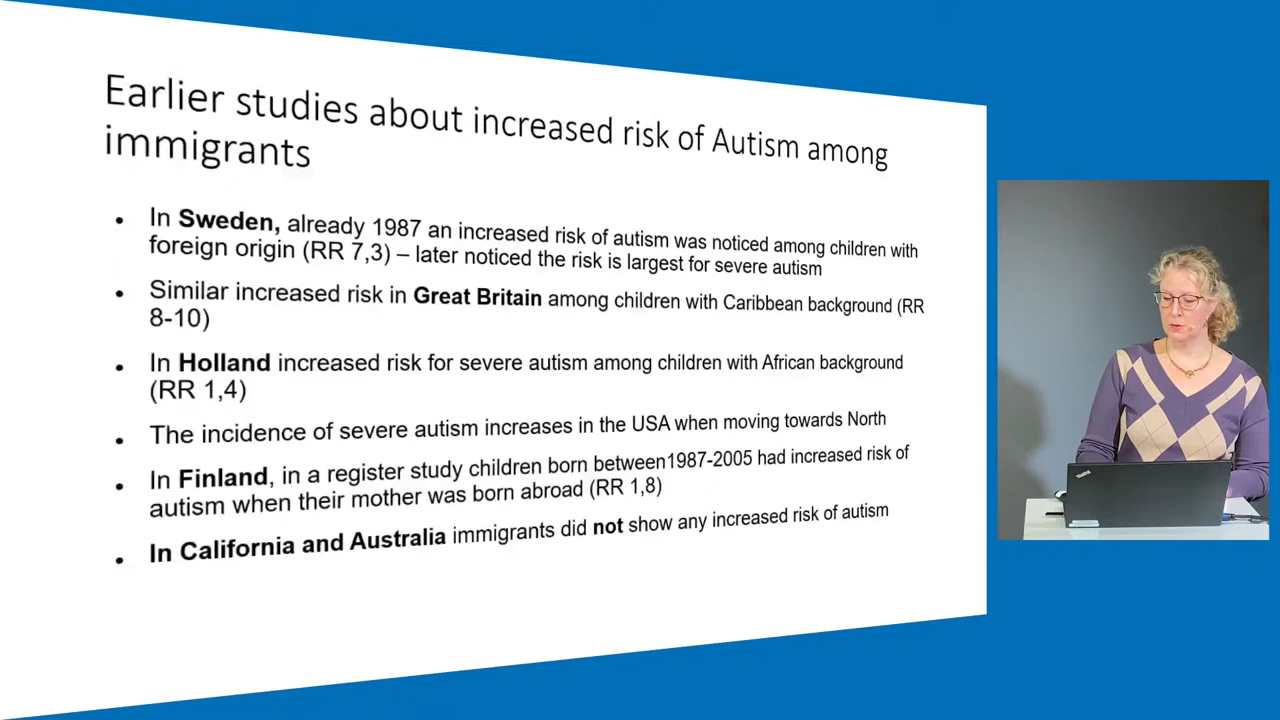 Earlier studies about increased risk of Autism among
immigrants
• In Sweden, already 1987 an increased risk of autism was noticed among children with
foreign origin (RR 7,3) – later noticed the risk is largest for severe autism
• Similar increased risk in Great Britain among children with Caribbean background (RR
8-10)
• In Holland increased risk for severe autism among children with African background
(RR 1,4)
• The incidence of severe autism increases in the USA when moving towards North
• In Finland, in a register study children born between1987-2005 had increased risk of
autism when their mother was born abroad (RR 1,8)
• In California and Australia immigrants did not show any increased risk of autism
ThinkPad